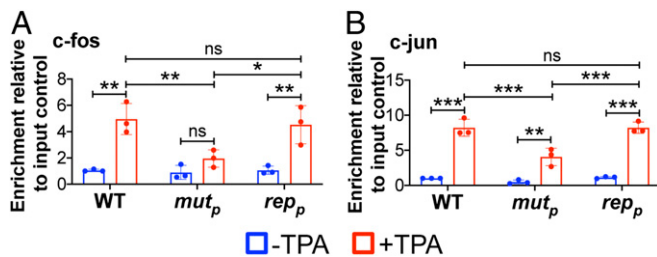 A
c-fos
Enrichment relative
to input control
8
6
4
2
0
ns
**
*
**
ns
**
WT
mutp
repp
B
c-jun
Enrichment relative
to input control
15
10
5
0
ns
***
***
***
**
***
WT
mutp
repp
-TPA
+TPA